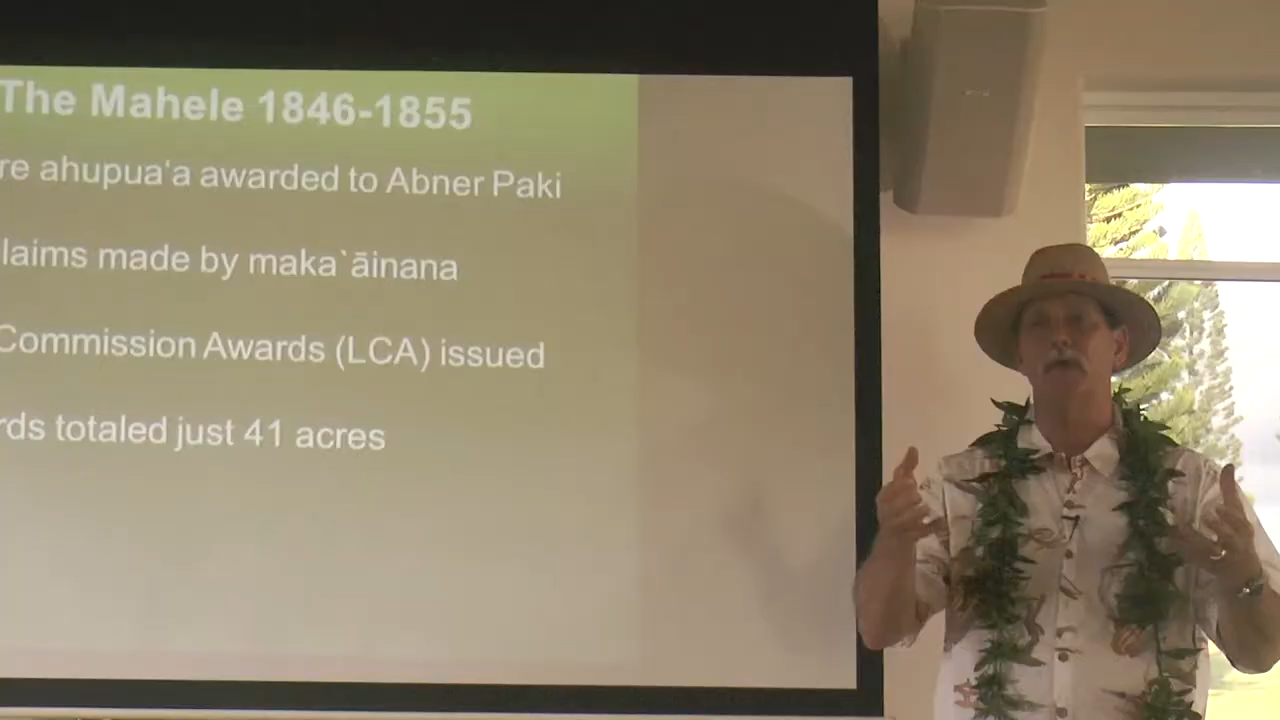 The Mahele 1846-1855
re ahupua‘a awarded to Abner Paki
laims made by maka`āinana
Commission Awards (LCA) issued
rds totaled just 41 acres